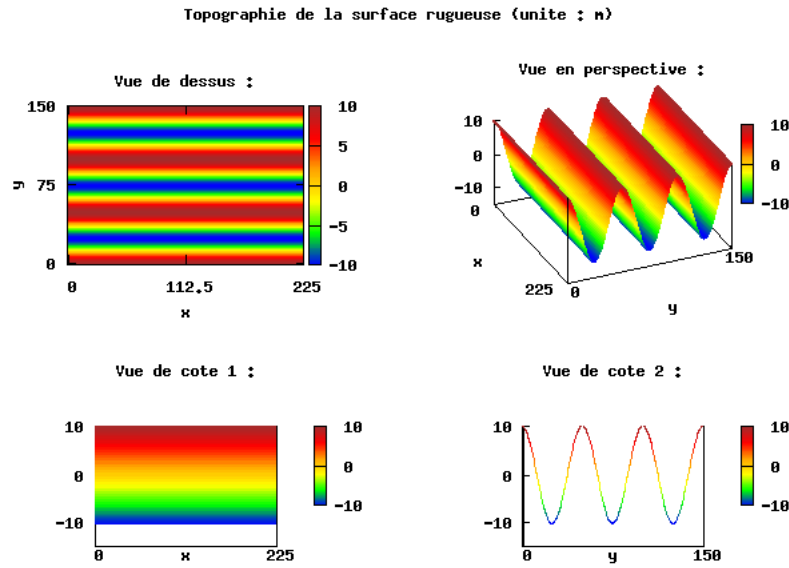 Topographie de la surface rugueuse (unite : m)
Vue de dessus :
150
75
0
y
0 112.5 225
x
10
5
0
-5
-10
Vue en perspective :
10
0
-10
0
x
225
0
y
150
10
0
-10
Vue de cote 1 :
10
0
-10
0 x 225
10
0
-10
Vue de cote 2 :
10
0
-10
0 y 150
10
0
-10